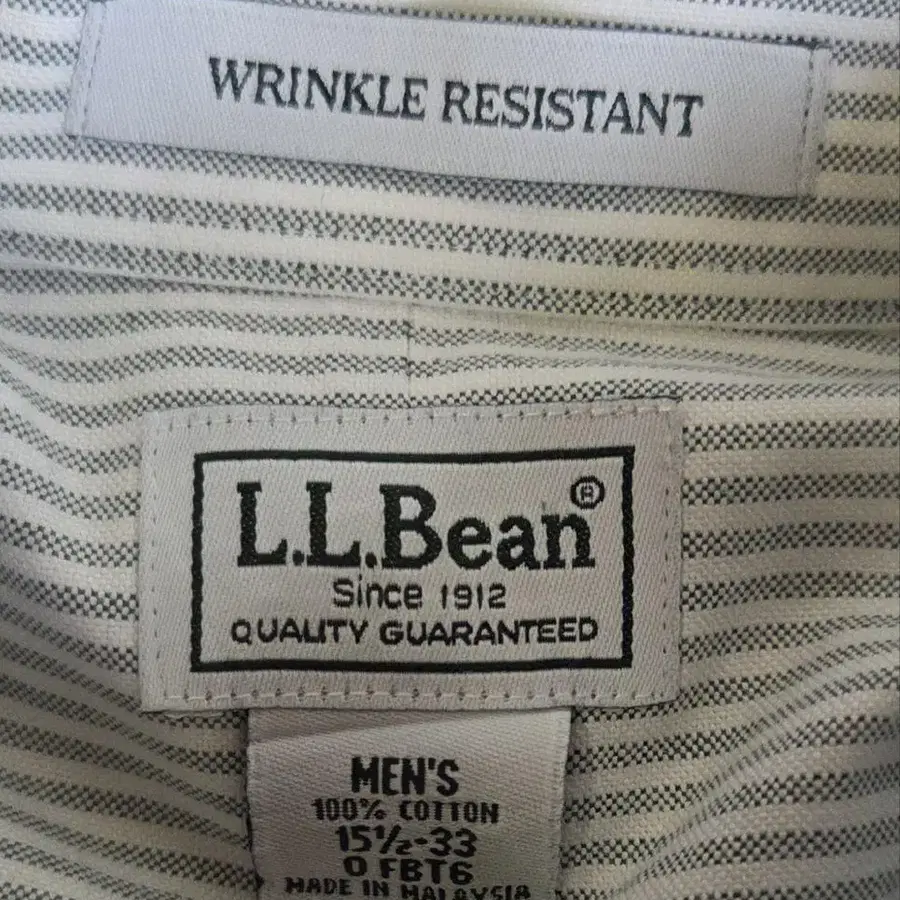 WRINKLE RESISTANT
L.L.Bean®
Since 1912
QUALITY GUARANTEED
MEN'S
100% COTTON
15½-33
0 FBT6
MADE IN MALAYSIA